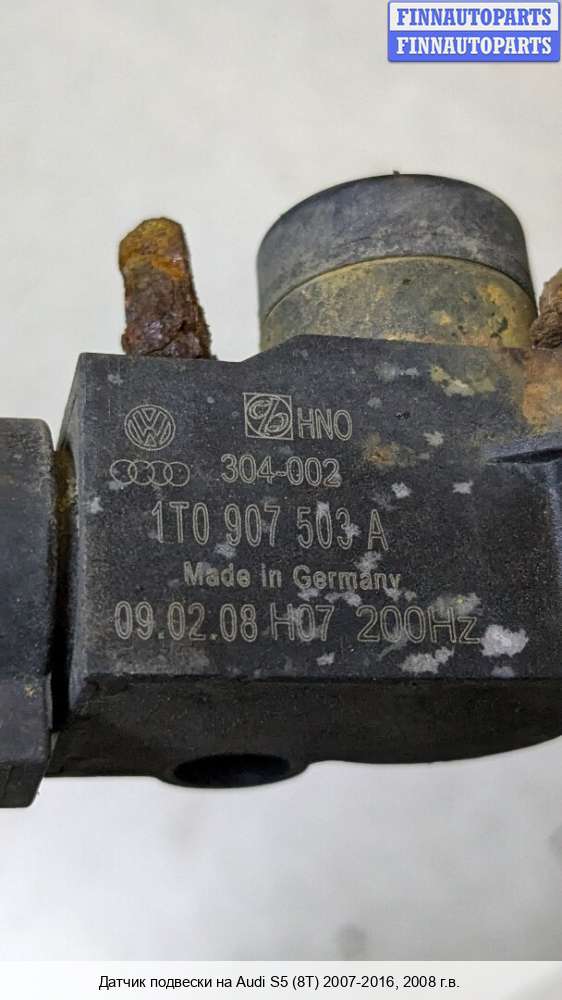 FINNAUTOPARTS
FINNAUTOPARTS
HNO
304-002
1T0 907 503 A
Made in Germany
09.02.08 H07 200Hz
Датчик подвески на Audi S5 (8T) 2007-2016, 2008 г.в.